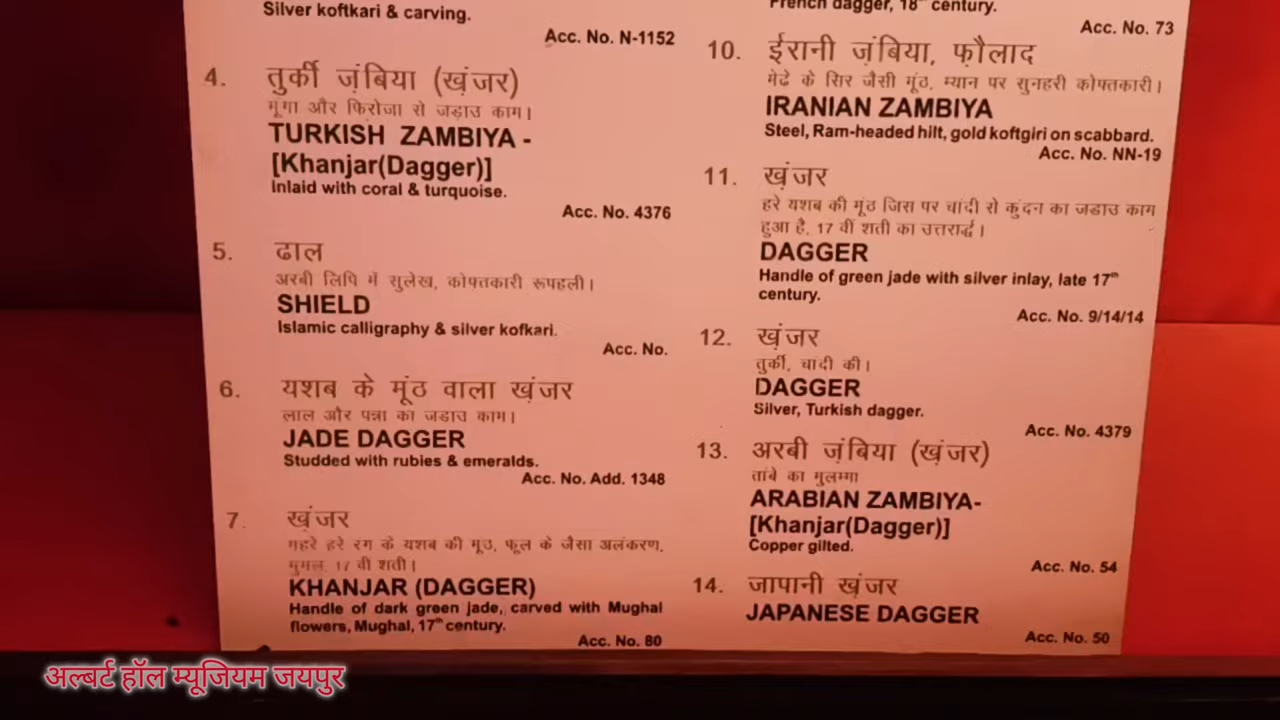 Silver koftkari & carving.
Acc. No. N-1152
4. तुर्की ज़ंबिया (खंज़र)
मूंगा और फिरोजा से जड़ाउ काम।
TURKISH ZAMBIYA -
[Khanjar(Dagger)]
Inlaid with coral & turquoise.
Acc. No. 4376
5. ढाल
अरबी लिपि में सुलेख, कोफ्तकारी रूपहली।
SHIELD
Islamic calligraphy & silver kofkari.
Acc. No.
6. यशब के मूंठ वाला खंज़र
लाल और पन्ना का जडाउ काम।
JADE DAGGER
Studded with rubies & emeralds.
Acc. No. Add. 1348
7. खंज़र
गहरे हरे रंग के यशब की मूठ, फूल के जैसा अलंकरण,
मुगल, 17 वी शती।
KHANJAR (DAGGER)
Handle of dark green jade, carved with Mughal
flowers, Mughal, 17th century.
Acc. No. 80
French dagger, 18th century.
Acc. No. 73
10. ईरानी ज़ंबिया, फ़ौलाद
मेढे के सिर जैसी मूंठ, म्यान पर सुनहरी कोफ्तकारी।
IRANIAN ZAMBIYA
Steel, Ram-headed hilt, gold koftgiri on scabbard.
Acc. No. NN-19
11. खंज़र
हरे यशब की मूंठ जिस पर चांदी से कुंदन का जडाउ काम
हुआ है, 17 वीं शती का उत्तरार्द्ध।
DAGGER
Handle of green jade with silver inlay, late 17th
century.
Acc. No. 9/14/14
12. खंज़र
तुर्की, चादी की।
DAGGER
Silver, Turkish dagger.
Acc. No. 4379
13. अरबी ज़ंबिया (खंज़र)
तांबे का मुलम्मा
ARABIAN ZAMBIYA-
[Khanjar(Dagger)]
Copper gilted.
Acc. No. 54
14. जापानी खंज़र
JAPANESE DAGGER
Acc. No. 50
अल्बर्ट हॉल म्यूजियम जयपुर